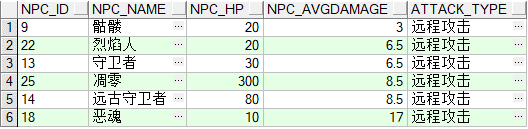 NPC_ID NPC_NAME NPC_HP NPC_AVGDAMAGE ATTACK_TYPE
1 9 骷髅 ... 20 3 远程攻击 ...
2 22 烈焰人 ... 20 6.5 远程攻击 ...
3 13 守卫者 ... 30 6.5 远程攻击 ...
4 25 凋零 ... 300 8.5 远程攻击 ...
5 14 远古守卫者 ... 80 8.5 远程攻击 ...
6 18 恶魂 ... 10 17 远程攻击 ...